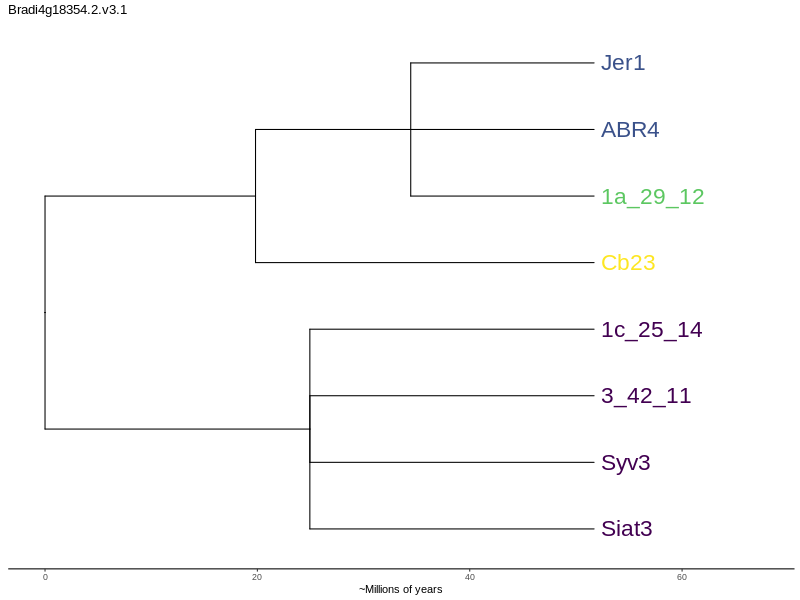 Bradi4g18354.2.v3.1
Jer1
ABR4
1a_29_12
Cb23
1c_25_14
3_42_11
Syv3
Siat3
0 20 40 60
~Millions of years